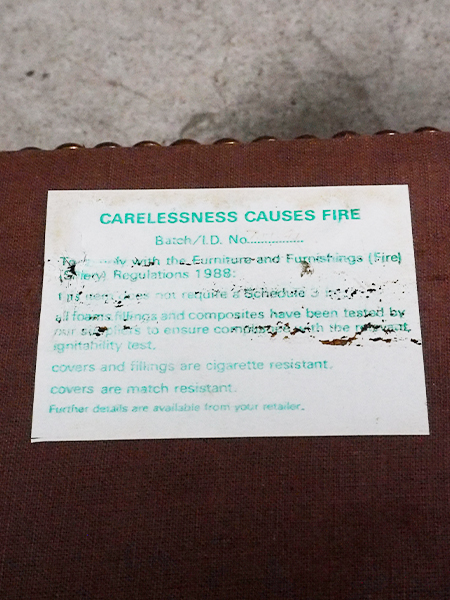 CARELESSNESS CAUSES FIRE
Batch/I.D. No................
with the Furniture and Furnishings (Fire)
Regulations 1988:
not require a Schedule 3
all foams, fillings and composites have been tested by
to ensure with the
ignitability test.
covers and fillings are cigarette resistant.
covers are match resistant.
Further details are available from your retailer.